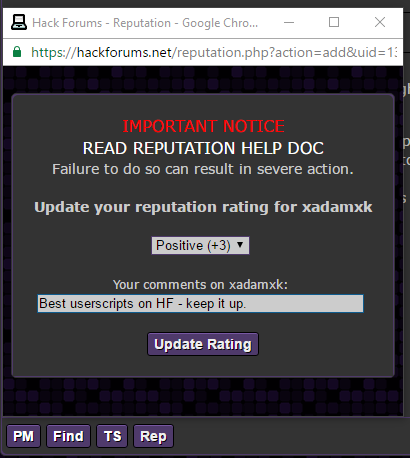 Hack Forums - Reputation - Google Chro...
https://hackforums.net/reputation.php?action=add&uid=13
IMPORTANT NOTICE
READ REPUTATION HELP DOC
Failure to do so can result in severe action.
Update your reputation rating for xadamxk
Positive (+3)
Your comments on xadamxk:
Best userscripts on HF - keep it up.
Update Rating
PM Find TS Rep